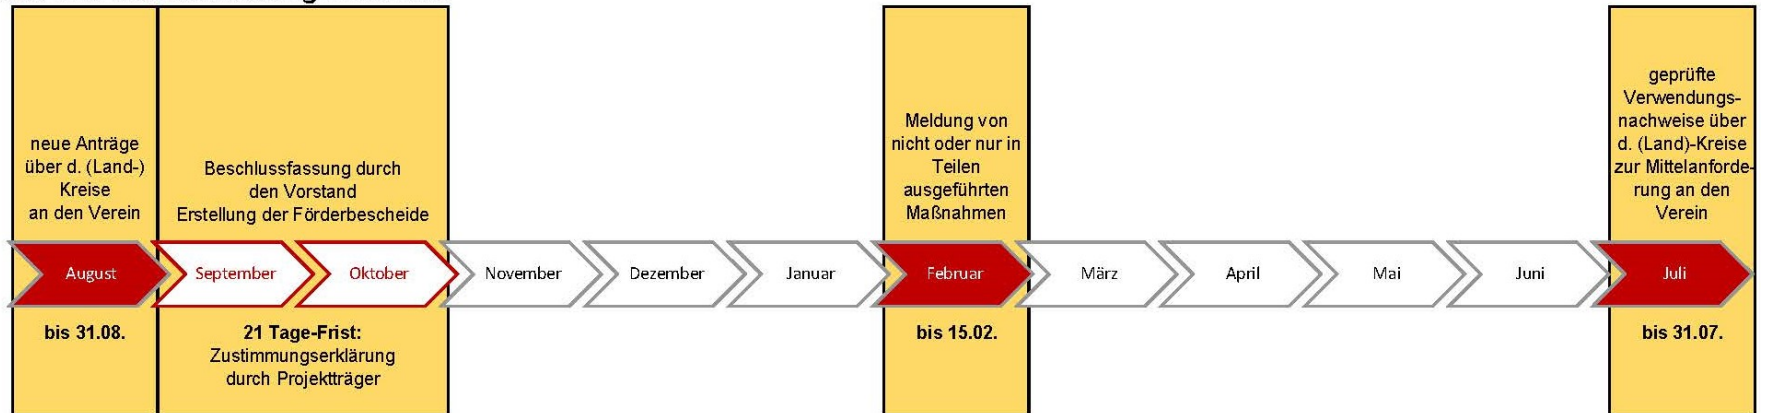 neue Anträge
über d. (Land-)
Kreise
an den Verein
Beschlussfassung durch
den Vorstand
Erstellung der Förderbescheide
Meldung von
nicht oder nur in
Teilen
ausgeführten
Maßnahmen
geprüfte
Verwendungs-
nachweise über
d. (Land)-Kreise
zur Mittelanforde-
rung an den
Verein
August
September
Oktober
November
Dezember
Januar
Februar
März
April
Mai
Juni
Juli
bis 31.08.
21 Tage-Frist:
Zustimmungserklärung
durch Projektträger
bis 15.02.
bis 31.07.